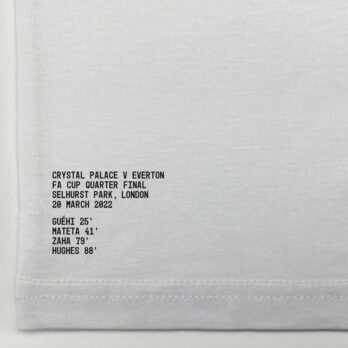 CRYSTAL PALACE V EVERTON
FA CUP QUARTER FINAL
SELHURST PARK, LONDON
20 MARCH 2022
GUÉHI 25'
MATETA 41'
ZAHA 79'
HUGHES 88'